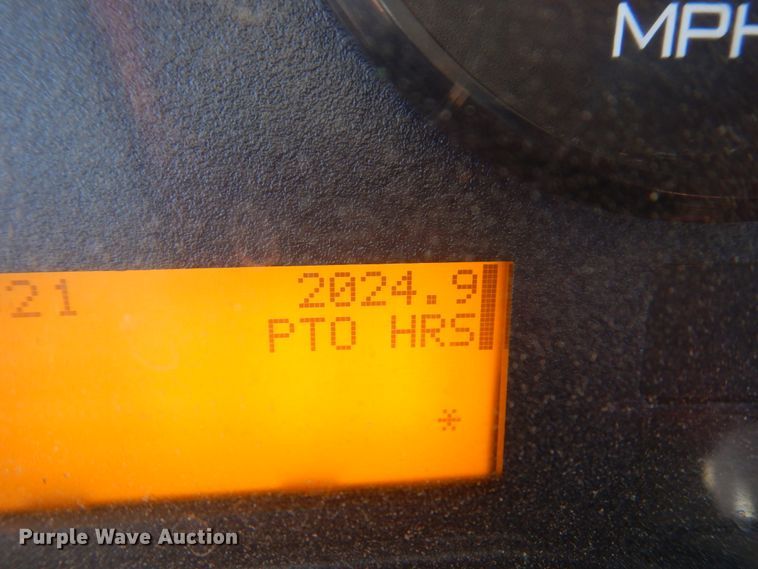 MPH
21 2024.9
PTO HRS
*
Purple Wave Auction